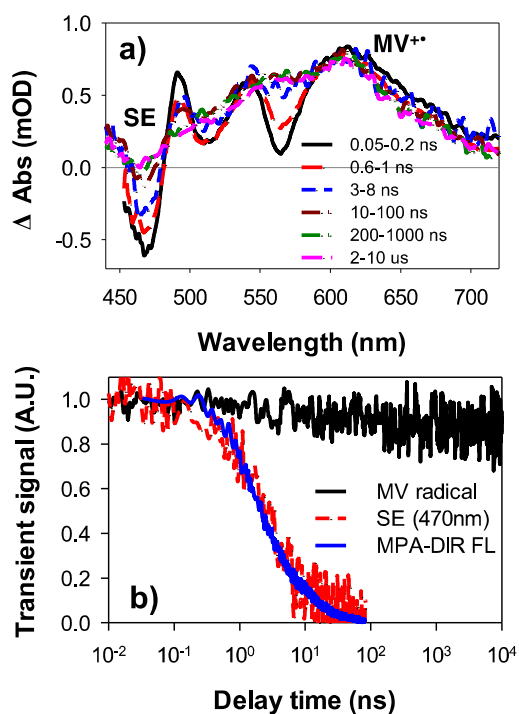 a)
MV+•
SE
1.0
0.5
0.0
-0.5
Δ Abs (mOD)
0.05-0.2 ns
0.6-1 ns
3-8 ns
10-100 ns
200-1000 ns
2-10 us
450 500 550 600 650 700
Wavelength (nm)
1.0
0.8
0.6
0.4
0.2
0.0
Transient signal (A.U.)
MV radical
SE (470nm)
MPA-DIR FL
b)
10-2 10-1 100 101 102 103 104
Delay time (ns)